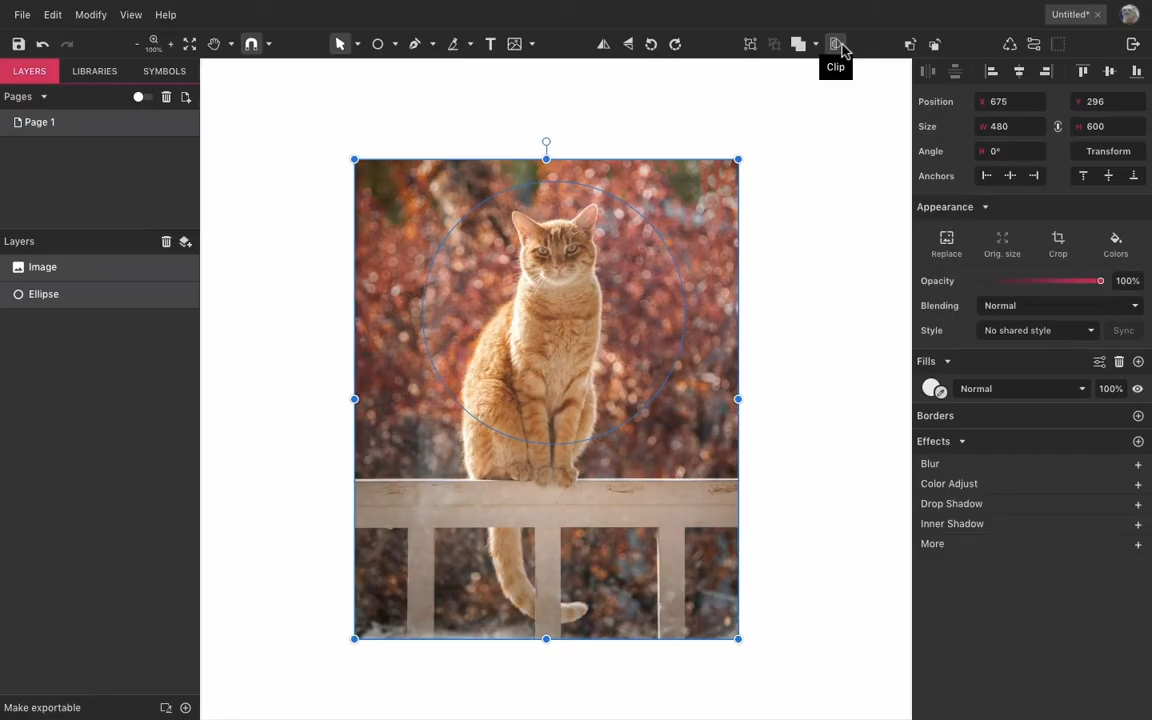 File Edit Modify View Help Untitled*
- 100% +
Clip
LAYERS LIBRARIES SYMBOLS
Pages
Page 1
Layers
Image
Ellipse
Make exportable
Position X 675 Y 296
Size W 480 H 600
Angle 0° Transform
Anchors
Appearance
Replace Orig. size Crop Colors
Opacity 100%
Blending Normal
Style No shared style Sync
Fills
Normal 100%
Borders
Effects
Blur
Color Adjust
Drop Shadow
Inner Shadow
More